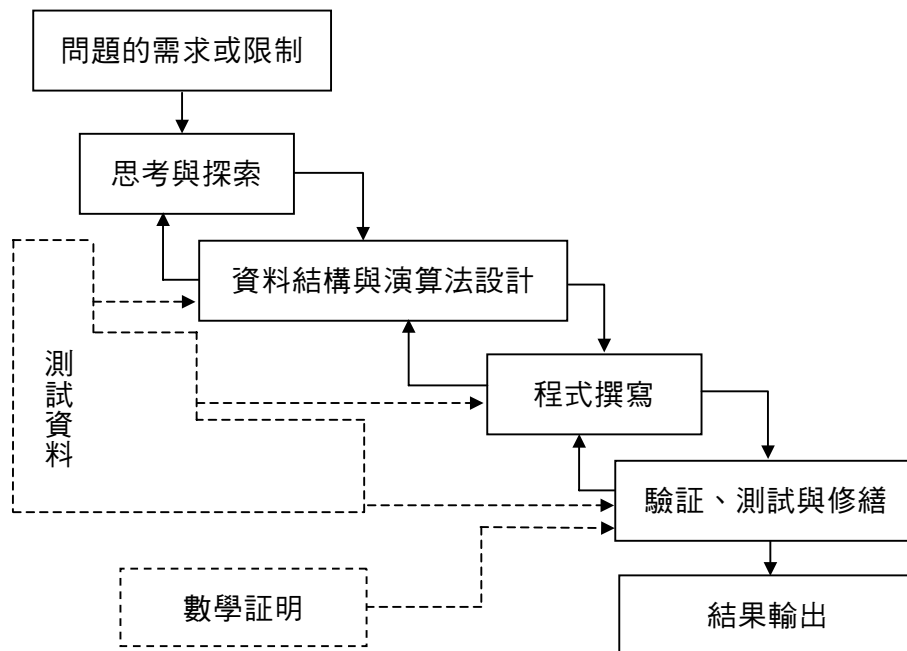 問題的需求或限制
思考與探索
資料結構與演算法設計
測試資料
程式撰寫
驗証、測試與修繕
數學証明
結果輸出